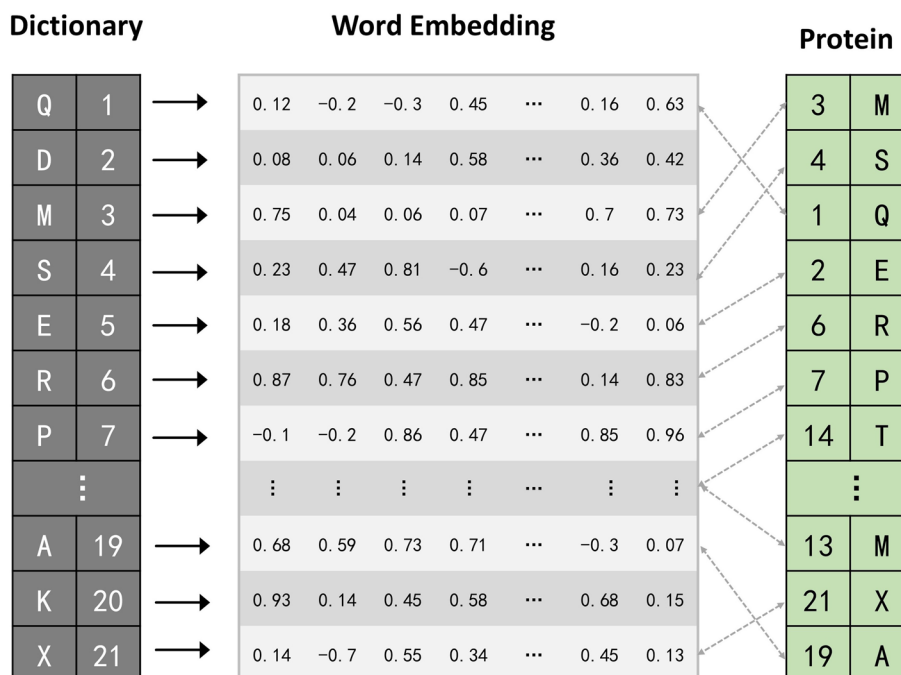 Dictionary Word Embedding Protein
Q 1 0.12 −0.2 −0.3 0.45 ⋯ 0.16 0.63 3 M
D 2 0.08 0.06 0.14 0.58 ⋯ 0.36 0.42 4 S
M 3 0.75 0.04 0.06 0.07 ⋯ 0.7 0.73 1 Q
S 4 0.23 0.47 0.81 −0.6 ⋯ 0.16 0.23 2 E
E 5 0.18 0.36 0.56 0.47 ⋯ −0.2 0.06 6 R
R 6 0.87 0.76 0.47 0.85 ⋯ 0.14 0.83 7 P
P 7 −0.1 −0.2 0.86 0.47 ⋯ 0.85 0.96 14 T
⋮ ⋮ ⋮ ⋮ ⋮ ⋯ ⋮ ⋮ ⋮
A 19 0.68 0.59 0.73 0.71 ⋯ −0.3 0.07 13 M
K 20 0.93 0.14 0.45 0.58 ⋯ 0.68 0.15 21 X
X 21 0.14 −0.7 0.55 0.34 ⋯ 0.45 0.13 19 A